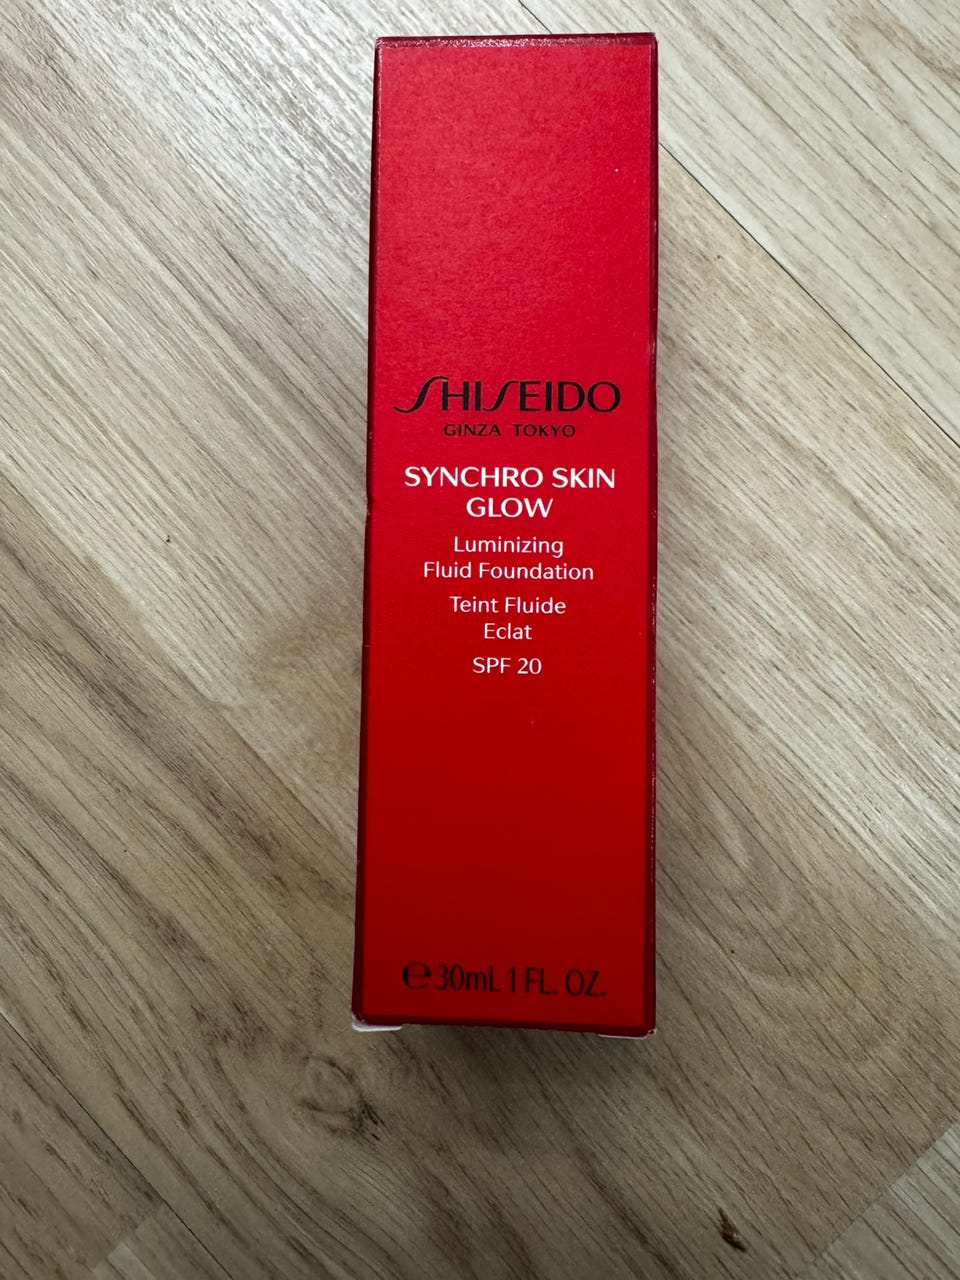 SHISEIDO
GINZA TOKYO
SYNCHRO SKIN
GLOW
Luminizing
Fluid Foundation
Teint Fluide
Eclat
SPF 20
℮30mL 1 FL. OZ.